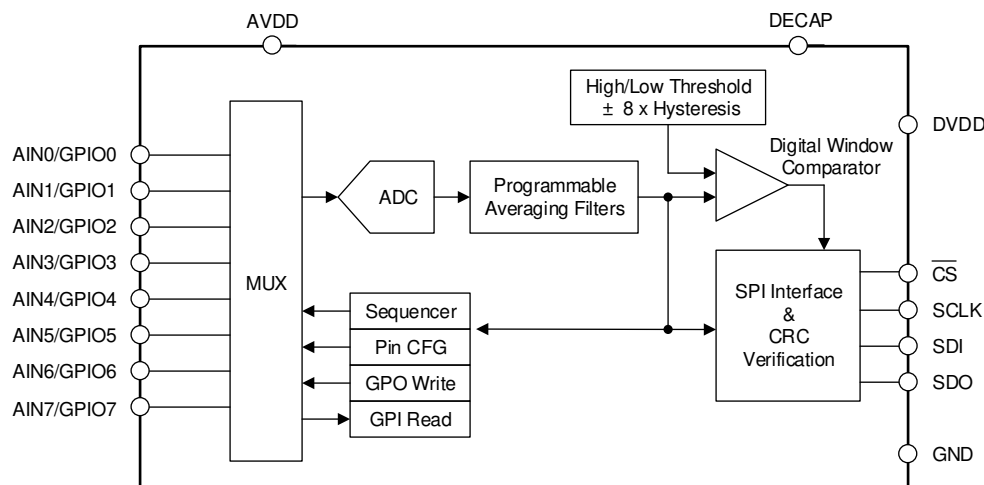 AVDD
DECAP
High/Low Threshold
± 8 x Hysteresis
DVDD
AIN0/GPIO0
AIN1/GPIO1
AIN2/GPIO2
AIN3/GPIO3
AIN4/GPIO4
AIN5/GPIO5
AIN6/GPIO6
AIN7/GPIO7
MUX
ADC
Programmable
Averaging Filters
Digital Window
Comparator
Sequencer
Pin CFG
GPO Write
GPI Read
SPI Interface
&
CRC
Verification
CS
SCLK
SDI
SDO
GND